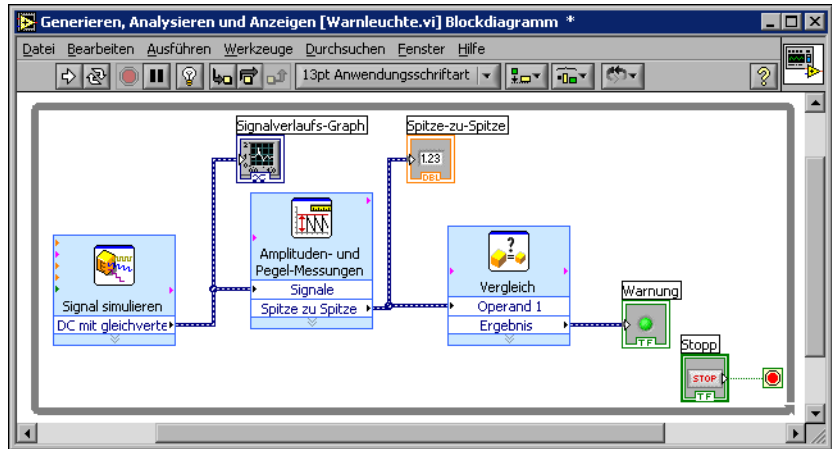 Generieren, Analysieren und Anzeigen [Warnleuchte.vi] Blockdiagramm *
Datei Bearbeiten Ausführen Werkzeuge Durchsuchen Fenster Hilfe
13pt Anwendungsschriftart
Signalverlaufs-Graph
Spitze-zu-Spitze
1.23
DBL
Amplituden- und
Pegel-Messungen
Signale
Spitze zu Spitze
Signal simulieren
DC mit gleichverte
?
Vergleich
Operand 1
Ergebnis
Warnung
TF
Stopp
STOP
TF